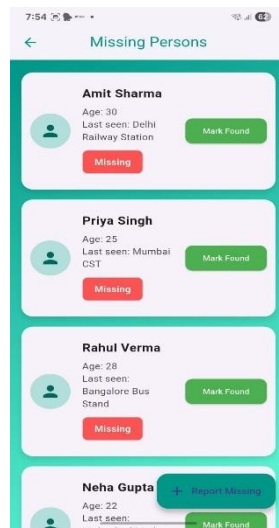 7:54
63
Missing Persons
Amit Sharma
Age: 30
Last seen: Delhi
Railway Station
Mark Found
Missing
Priya Singh
Age: 25
Last seen: Mumbai
CST
Mark Found
Missing
Rahul Verma
Age: 28
Last seen:
Bangalore Bus
Stand
Mark Found
Missing
Neha Gupta
+ Report Missing
Age: 22
Last seen:
Mark Found